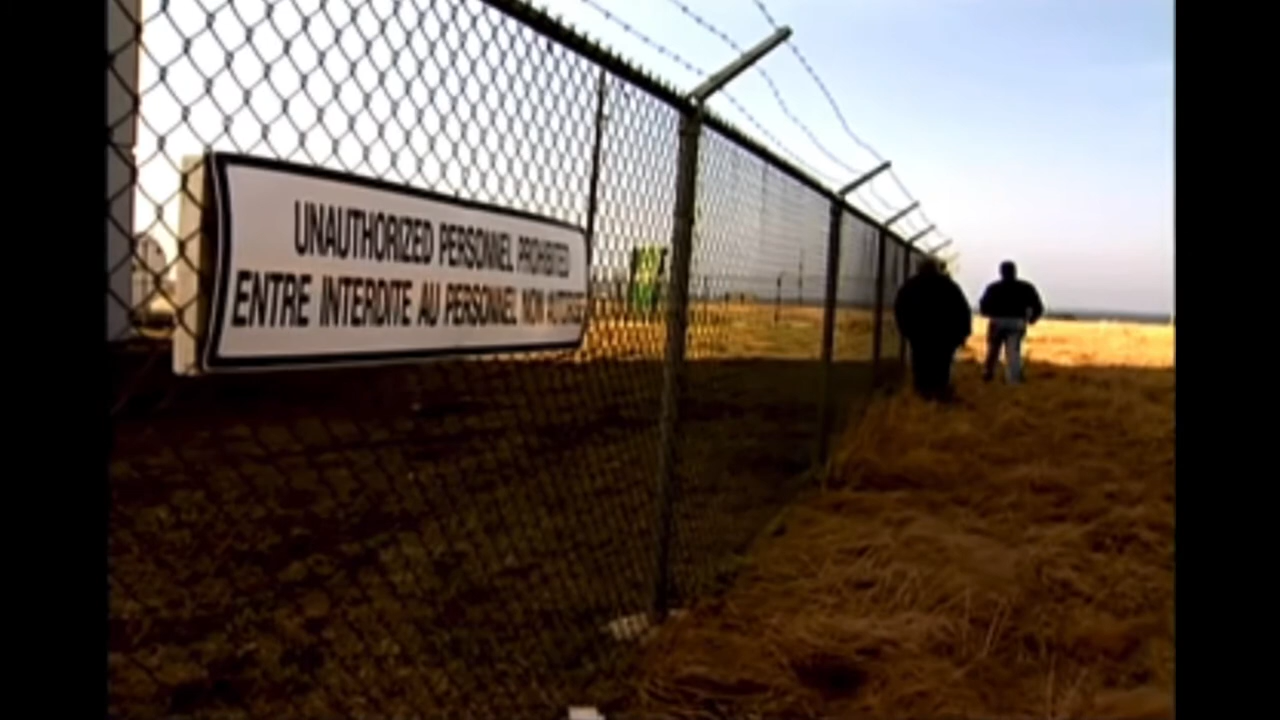 UNAUTHORIZED PERSONNEL PROHIBITED
ENTRE INTERDITE AU PERSONNEL NON